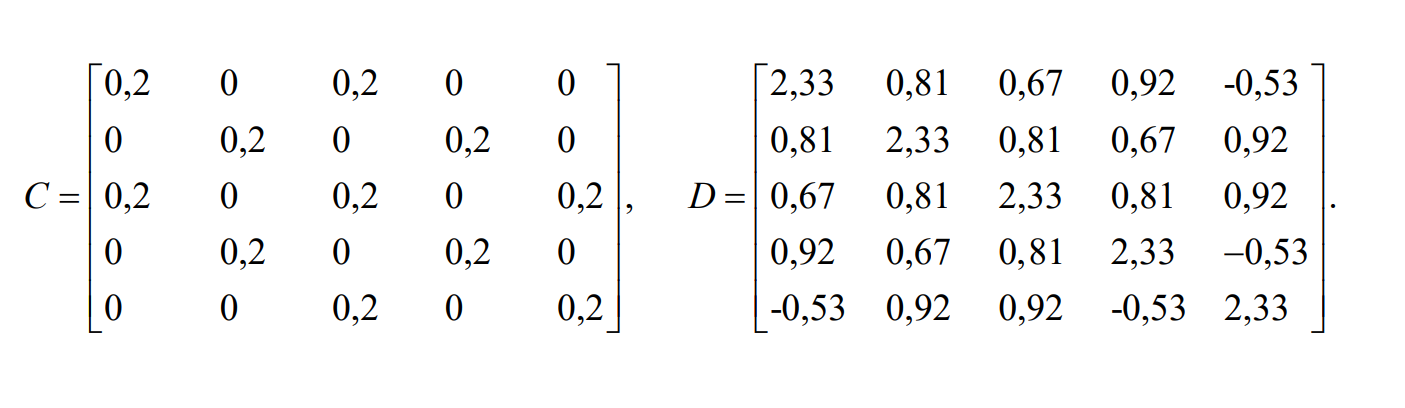 0,2 0 0,2 0 0 2,33 0,81 0,67 0,92 -0,53
0 0,2 0 0,2 0 0,81 2,33 0,81 0,67 0,92
C = 0,2 0 0,2 0 0,2 , D = 0,67 0,81 2,33 0,81 0,92 .
0 0,2 0 0,2 0 0,92 0,67 0,81 2,33 –0,53
0 0 0,2 0 0,2 -0,53 0,92 0,92 -0,53 2,33